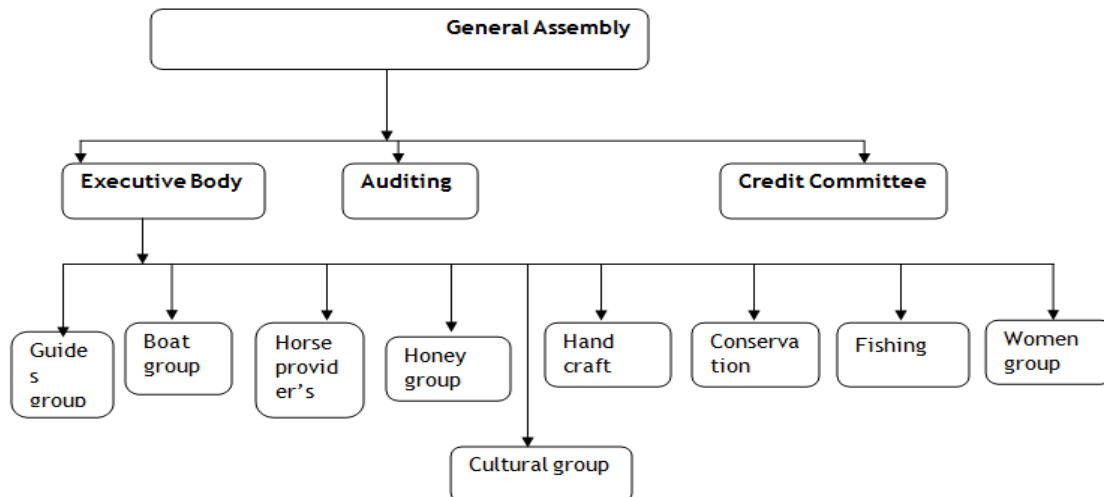 General Assembly
Executive Body
Auditing
Credit Committee
Guide
s
group
Boat
group
Horse
provid
er’s
Honey
group
Hand
craft
Conserva
tion
Fishing
Women
group
Cultural group